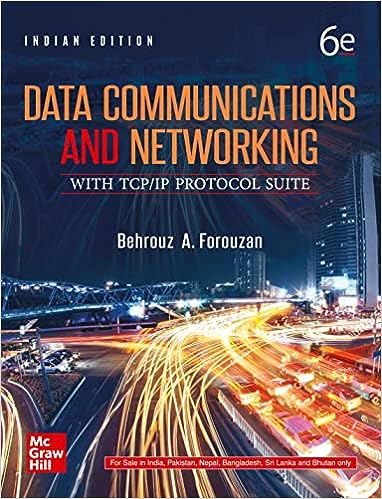 INDIAN EDITION
6e
DATA COMMUNICATIONS
AND NETWORKING
WITH TCP/IP PROTOCOL SUITE
Behrouz A. Forouzan
Mc
Graw
Hill
For Sale in India, Pakistan, Nepal, Bangladesh, Sri Lanka and Bhutan only